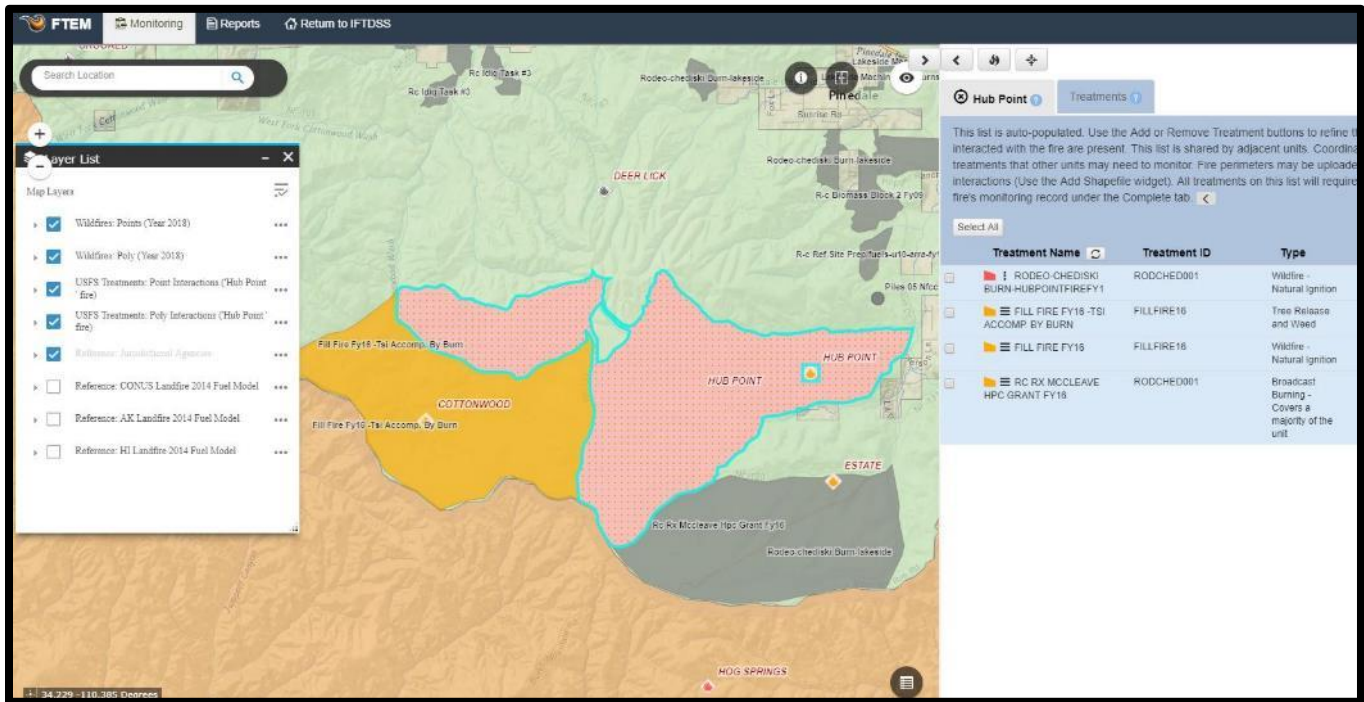 FTEM
Monitoring
Reports
Return to IFTDSS
Search Location
Layer List
Map Layers
Wildfires: Points (Year 2018)
Wildfires: Poly (Year 2018)
USFS Treatments: Point Interactions ('Hub Point
' fire)
USFS Treatments: Poly Interactions ('Hub Point '
fire)
Reference: Jurisdictional Agencies
Reference: CONUS Landfire 2014 Fuel Model
Reference: AK Landfire 2014 Fuel Model
Reference: HI Landfire 2014 Fuel Model
Rc Idiq Task #3
Rc Idiq Task #3
Rodeo-chediski Burn-lakeside
Pinedale
Rodeo-chediski Burn-lakeside
DEER LICK
R-c Biomass Block 2 Fy09
Piles 05 Nfcc
Fill Fire Fy16 -Tsi Accomp. By Burn
HUB POINT
HUB POINT
COTTONWOOD
Fill Fire Fy16 -Tsi Accomp. By Burn
ESTATE
Rc Rx Mccleave Hpc Grant Fy16
Rodeo-chediski Burn-lakeside
HOG SPRINGS
34.229 -110.385 Degrees
Hub Point
Treatments
This list is auto-populated. Use the Add or Remove Treatment buttons to refine t
interacted with the fire are present. This list is shared by adjacent units. Coordina
treatments that other units may need to monitor. Fire perimeters may be uploade
interactions (Use the Add Shapefile widget). All treatments on this list will require
fire's monitoring record under the Complete tab.
Select All
Treatment Name Treatment ID Type
RODEO-CHEDISKI RODCHED001 Wildfire -
BURN-HUBPOINTFIREFY1 Natural Ignition
FILL FIRE FY16 -TSI FILLFIRE16 Tree Release
ACCOMP. BY BURN and Weed
FILL FIRE FY16 FILLFIRE16 Wildfire -
Natural Ignition
RC RX MCCLEAVE RODCHED001 Broadcast
HPC GRANT FY16 Burning -
Covers a
majority of the
unit